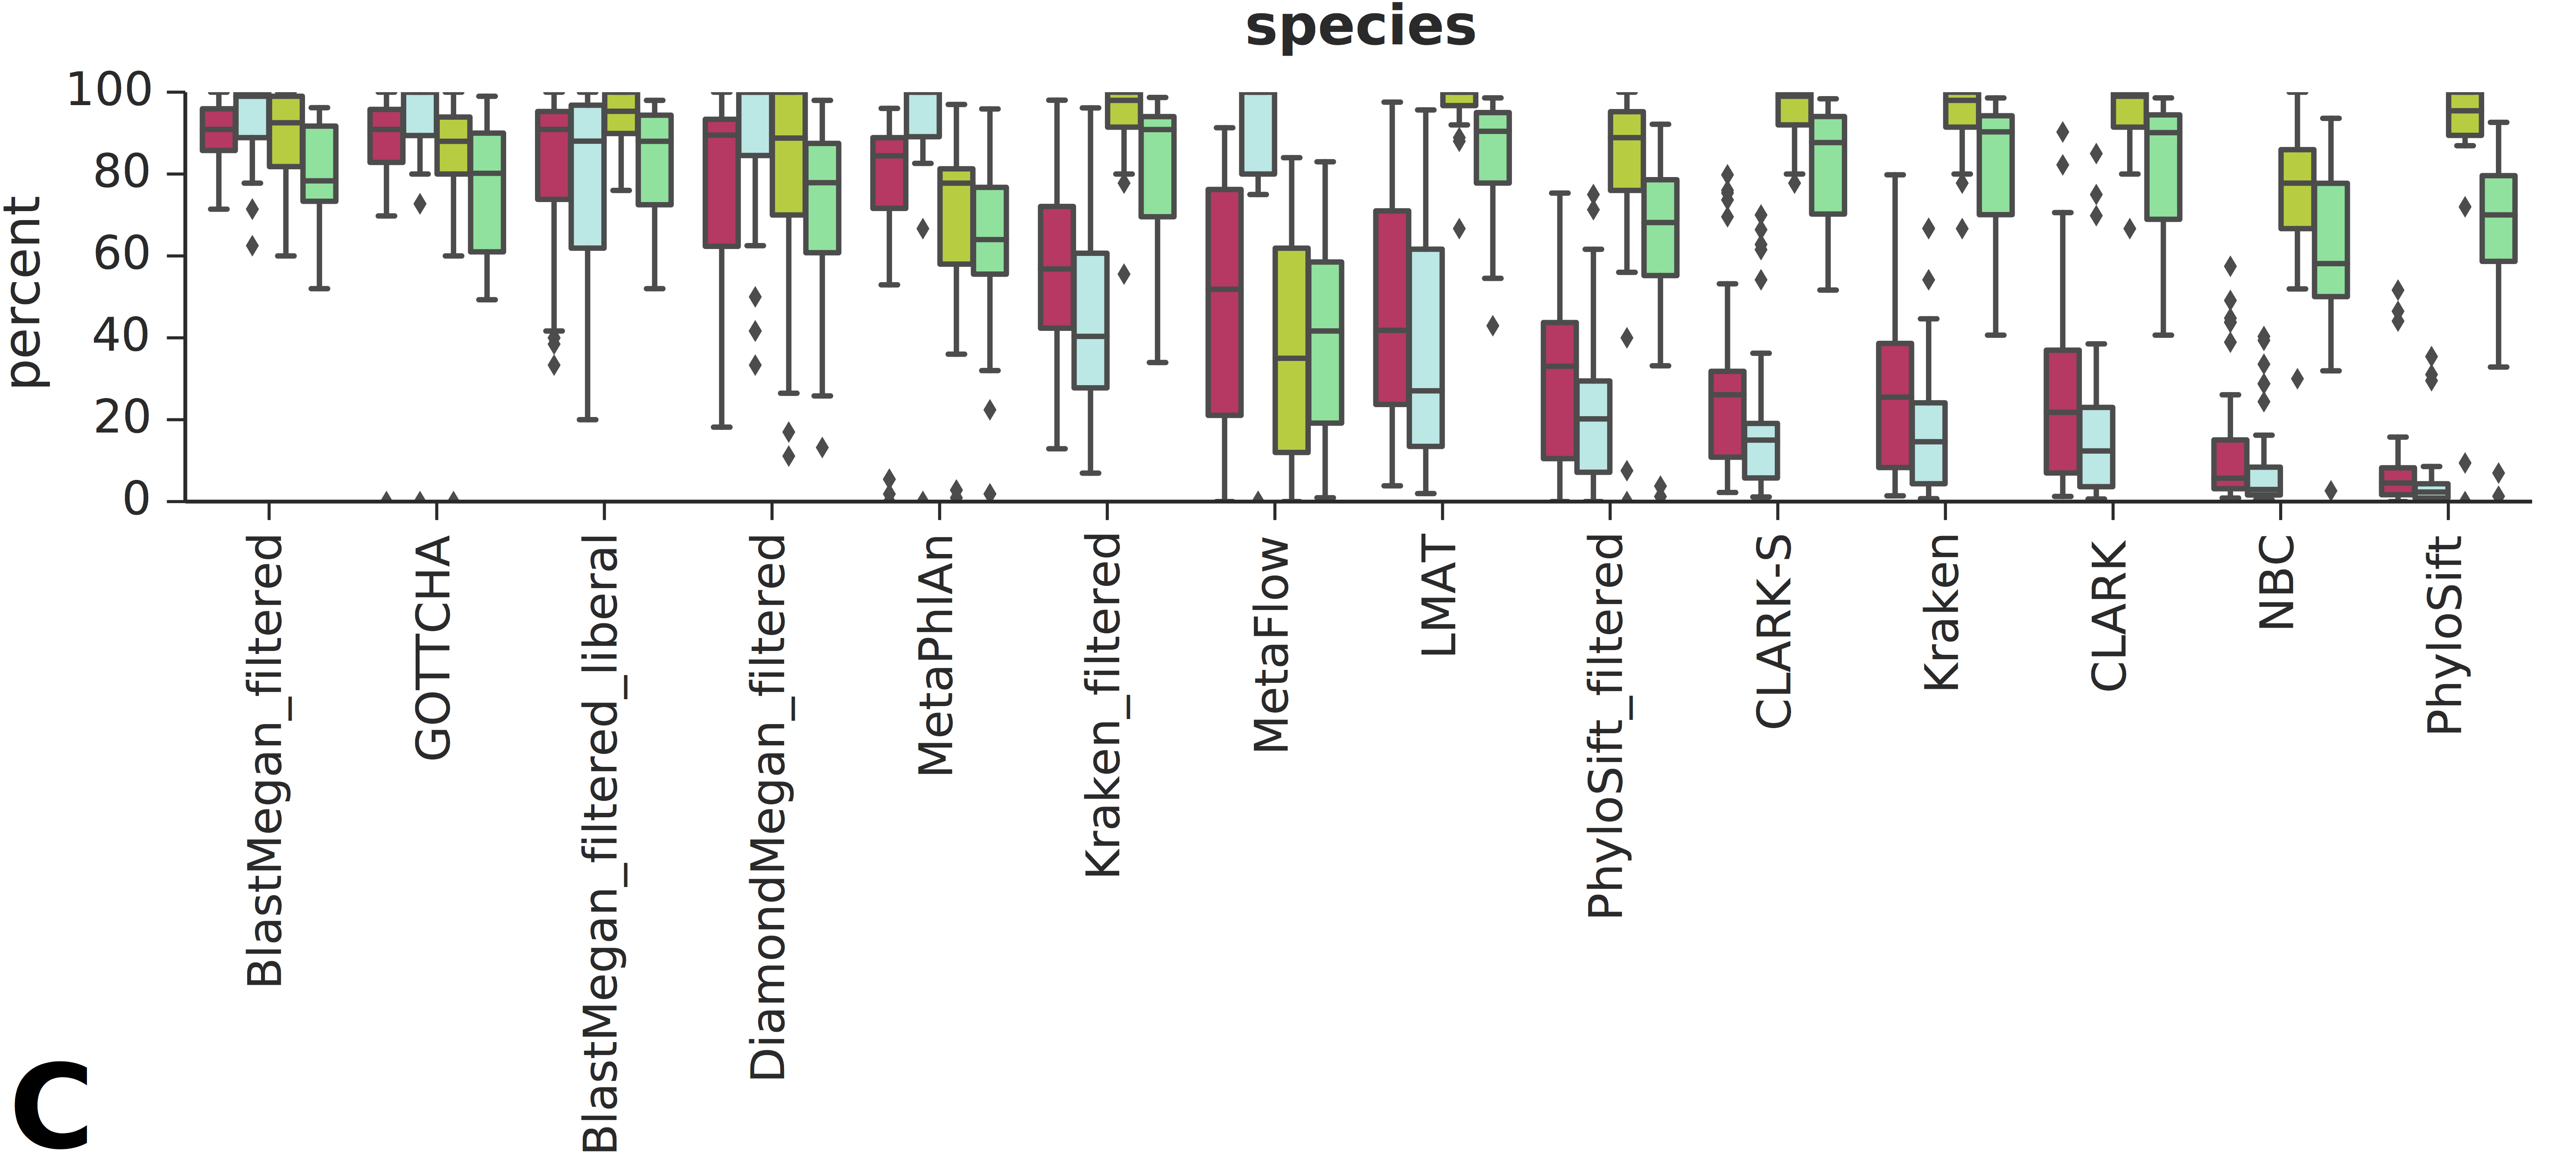 species
percent
100
80
60
40
20
0
BlastMegan_filtered
GOTTCHA
BlastMegan_filtered_liberal
DiamondMegan_filtered
MetaPhlAn
Kraken_filtered
MetaFlow
LMAT
PhyloSift_filtered
CLARK-S
Kraken
CLARK
NBC
PhyloSift
C